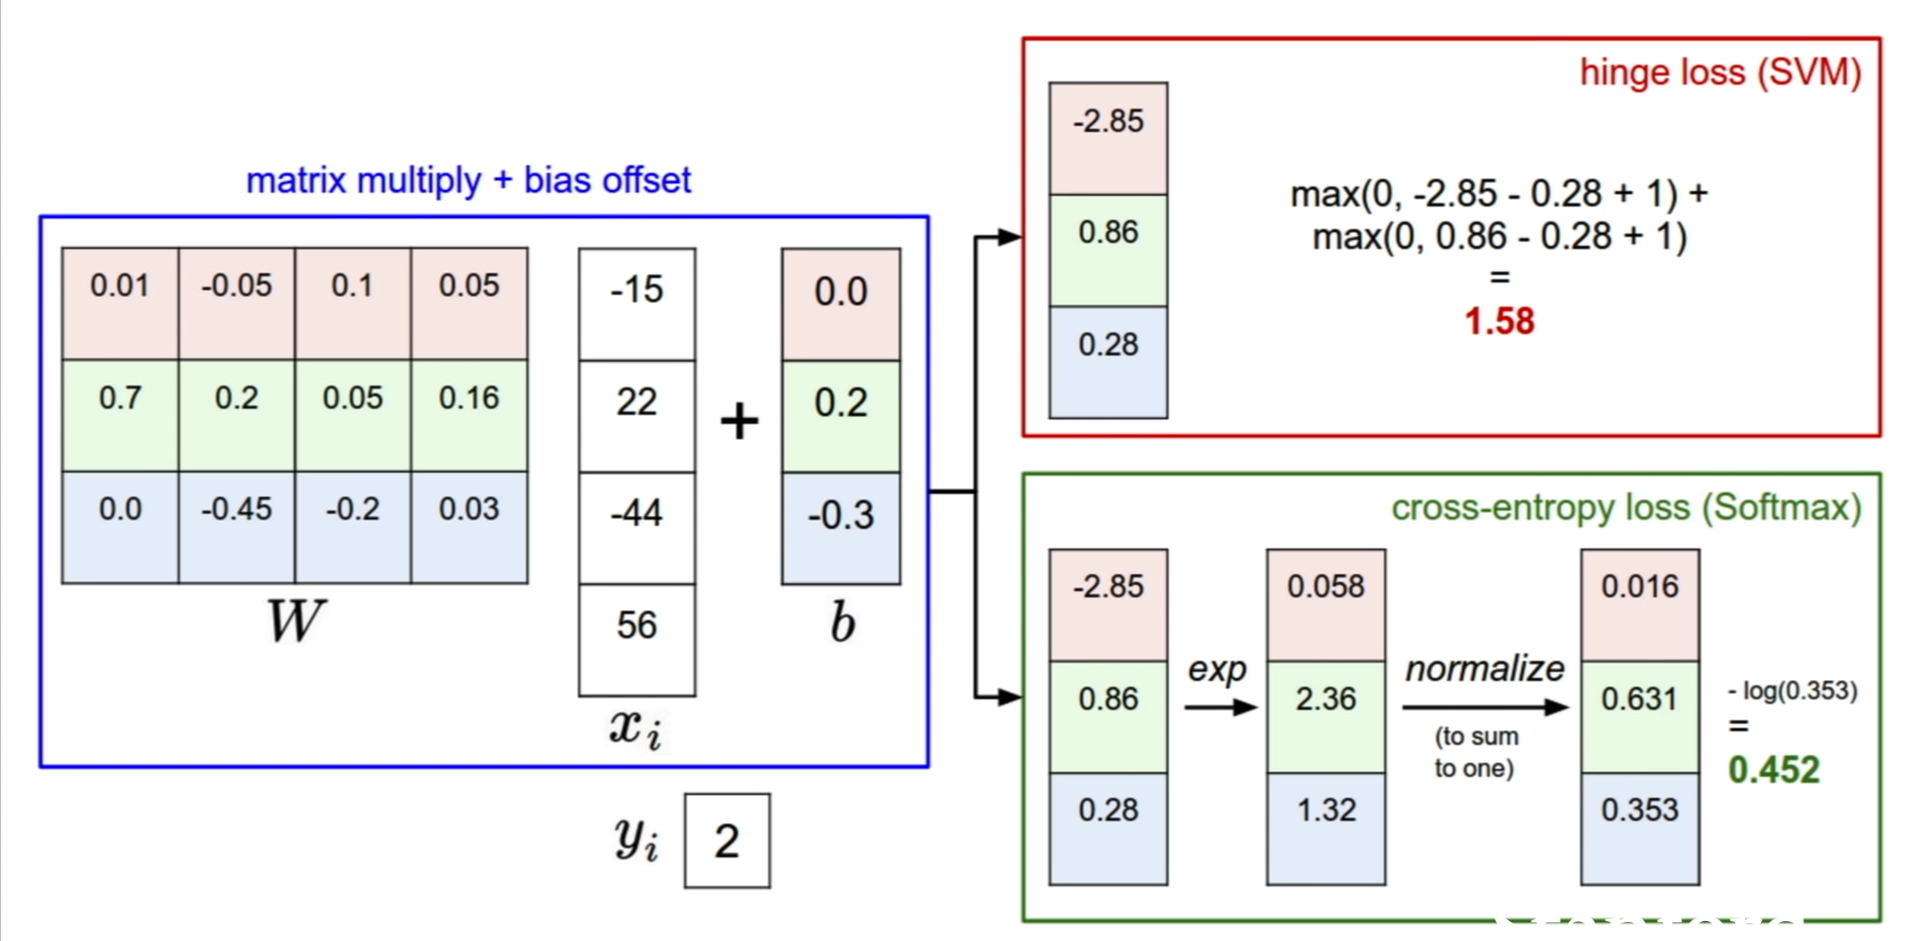 matrix multiply + bias offset
0.01 -0.05 0.1 0.05
0.7 0.2 0.05 0.16
0.0 -0.45 -0.2 0.03
W
-15
22
-44
56
x_i
+
0.0
0.2
-0.3
b
y_i 2
hinge loss (SVM)
-2.85
0.86
0.28
max(0, -2.85 - 0.28 + 1) +
max(0, 0.86 - 0.28 + 1)
=
1.58
cross-entropy loss (Softmax)
-2.85
0.86
0.28
exp
0.058
2.36
1.32
normalize
(to sum
to one)
0.016
0.631
0.353
- log(0.353)
=
0.452